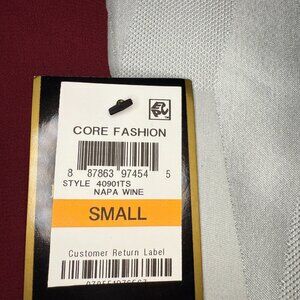 CORE FASHION
8 87863 97454 5
STYLE 40901TS
NAPA WINE
SMALL
Customer Return Label